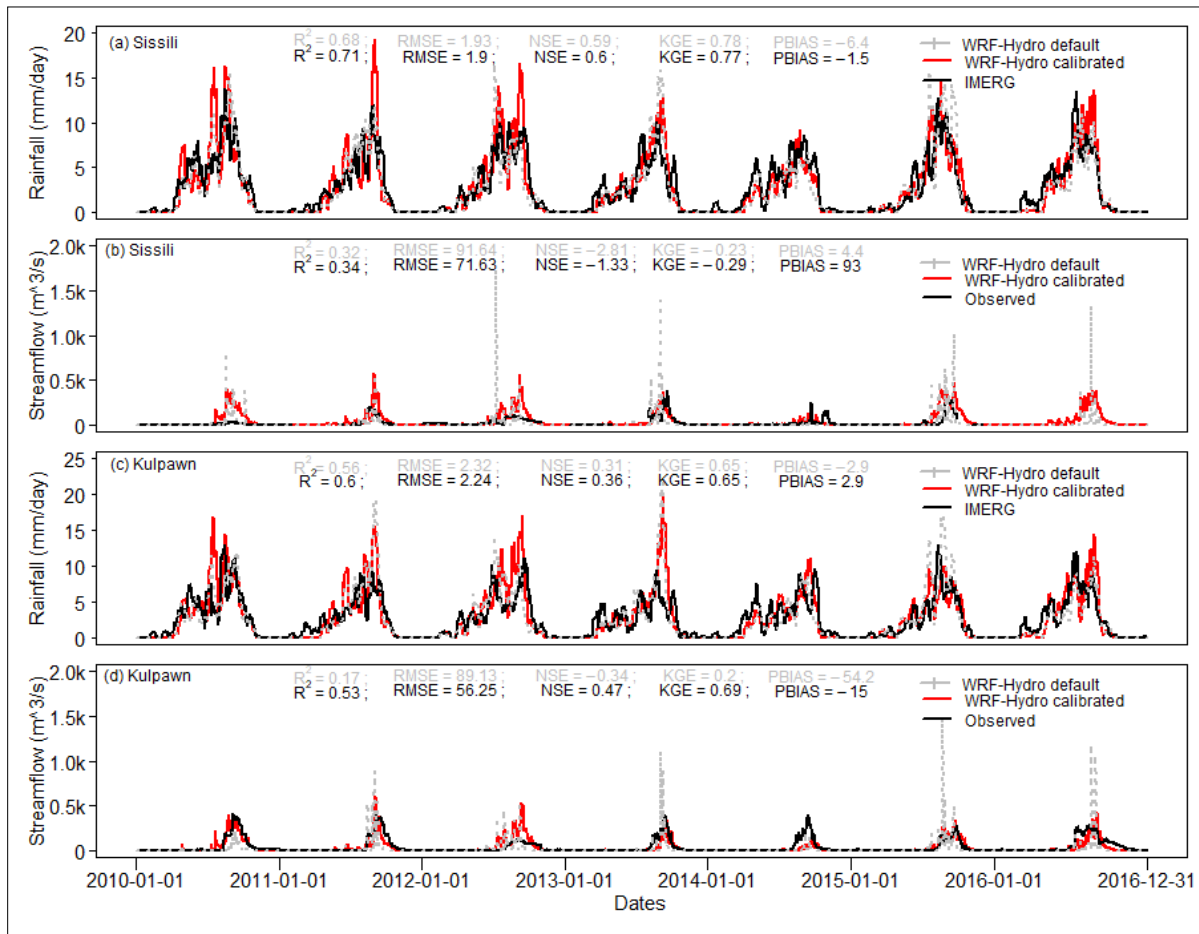 (a) Sissili
R² = 0.68 ; RMSE = 1.93 ; NSE = 0.59 ; KGE = 0.78 ; PBIAS = −6.4
R² = 0.71 ; RMSE = 1.9 ; NSE = 0.6 ; KGE = 0.77 ; PBIAS = −1.5
WRF-Hydro default
WRF-Hydro calibrated
IMERG
Rainfall (mm/day)
20
15
10
5
0
(b) Sissili
R² = 0.32 ; RMSE = 91.64 ; NSE = −2.81 ; KGE = −0.23 ; PBIAS = 4.4
R² = 0.34 ; RMSE = 71.63 ; NSE = −1.33 ; KGE = −0.29 ; PBIAS = 93
WRF-Hydro default
WRF-Hydro calibrated
Observed
Streamflow (m^3/s)
2.0k
1.5k
1.0k
0.5k
0
(c) Kulpawn
R² = 0.56 ; RMSE = 2.32 ; NSE = 0.31 ; KGE = 0.65 ; PBIAS = −2.9
R² = 0.6 ; RMSE = 2.24 ; NSE = 0.36 ; KGE = 0.65 ; PBIAS = 2.9
WRF-Hydro default
WRF-Hydro calibrated
IMERG
Rainfall (mm/day)
25
20
15
10
5
0
(d) Kulpawn
R² = 0.17 ; RMSE = 89.13 ; NSE = −0.34 ; KGE = 0.2 ; PBIAS = −54.2
R² = 0.53 ; RMSE = 56.25 ; NSE = 0.47 ; KGE = 0.69 ; PBIAS = −15
WRF-Hydro default
WRF-Hydro calibrated
Observed
Streamflow (m^3/s)
2.0k
1.5k
1.0k
0.5k
0
2010-01-01 2011-01-01 2012-01-01 2013-01-01 2014-01-01 2015-01-01 2016-01-01 2016-12-31
Dates